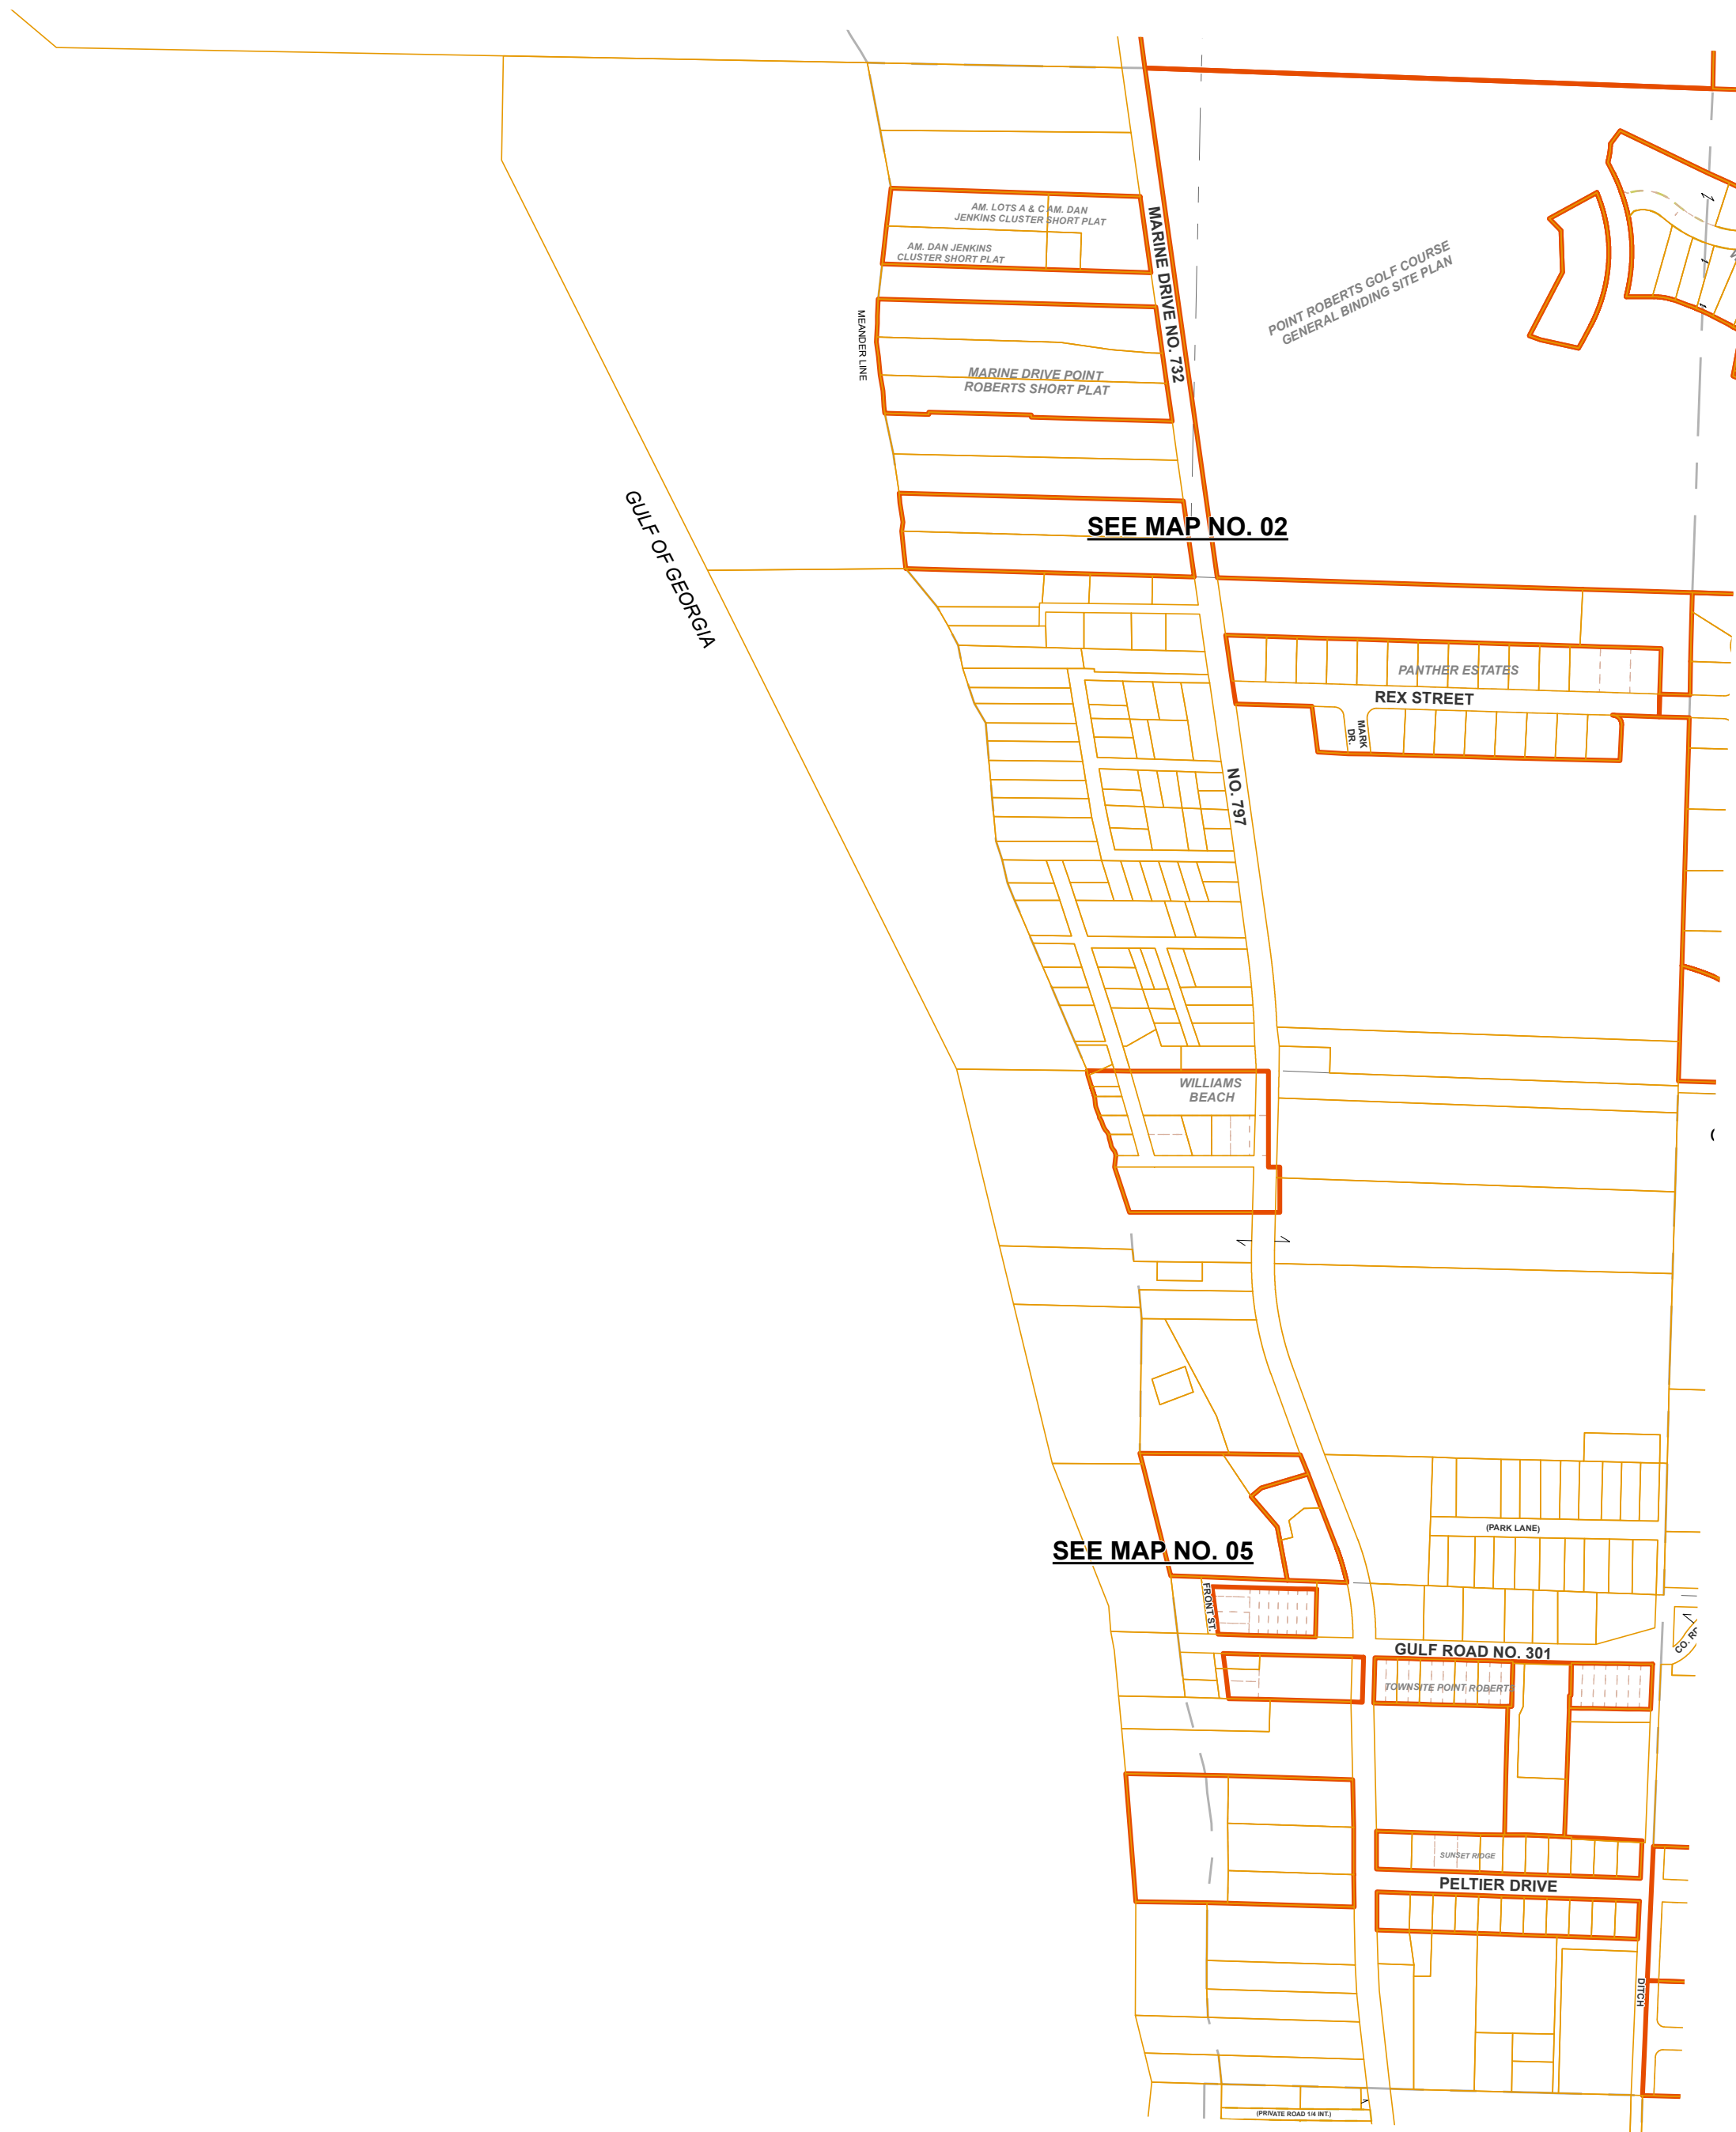 AM. LOTS A & C AM. DAN
JENKINS CLUSTER SHORT PLAT
AM. DAN JENKINS
CLUSTER SHORT PLAT
MARINE DRIVE NO. 732
POINT ROBERTS GOLF COURSE
GENERAL BINDING SITE PLAN
MEANDER LINE
MARINE DRIVE POINT
ROBERTS SHORT PLAT
GULF OF GEORGIA
SEE MAP NO. 02
PANTHER ESTATES
REX STREET
MARK
DR.
NO. 797
WILLIAMS
BEACH
(PARK LANE)
SEE MAP NO. 05
FRONT ST.
GULF ROAD NO. 301
CO. RD
TOWNSITE POINT ROBERTS
SUNSET RIDGE
PELTIER DRIVE
DITCH
(PRIVATE ROAD 1/4 INT.)